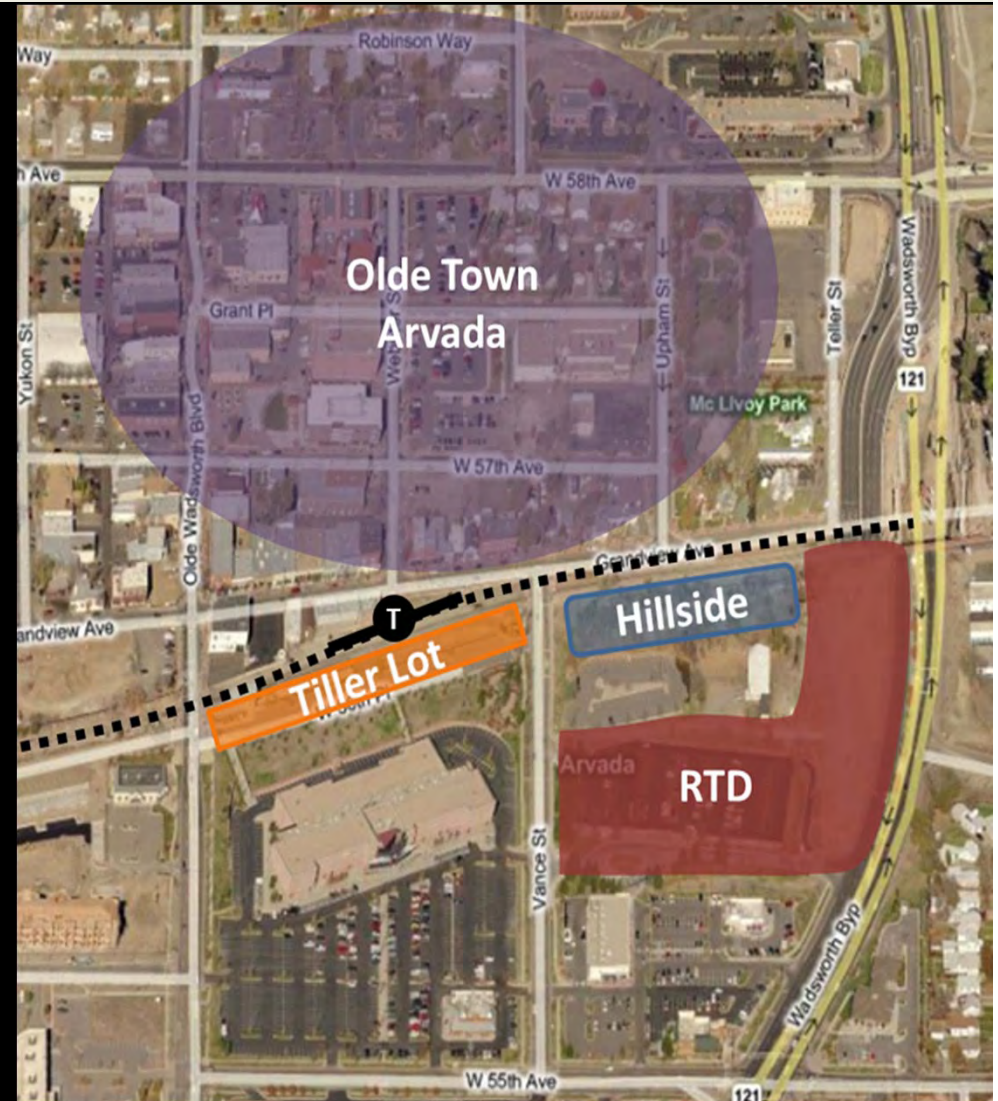 Robinson Way
Way
h Ave
W 58th Ave
Olde Town
Arvada
Grant Pl
Upham St
Teller St
Wadsworth Byp
Yukon St
121
Mc Llvoy Park
Olde Wadsworth Blvd
W 57th Ave
Grandview Ave
T
Hillside
andview Ave
Tiller Lot
Arvada
RTD
Vance St
Wadsworth Byp
W 55th Ave
121